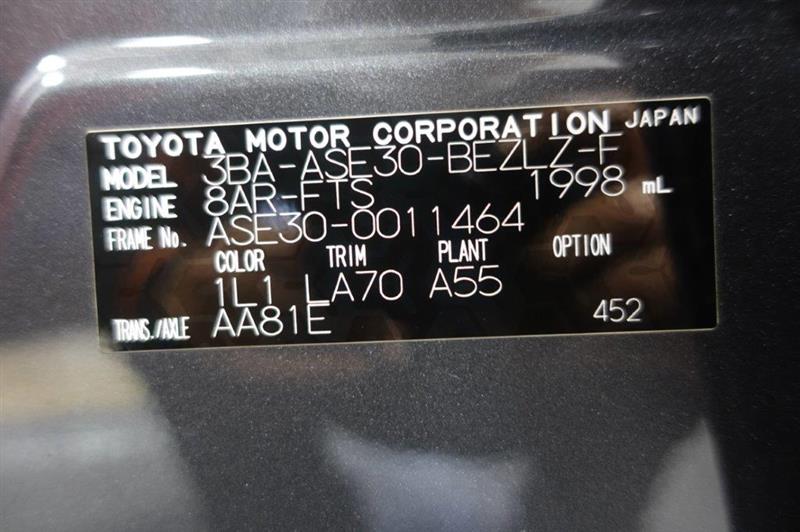 TOYOTA MOTOR CORPORATION JAPAN
MODEL 3BA-ASE30-BEZLZ-F
ENGINE 8AR-FTS 1998 mL
FRAME No. ASE30-0011464
COLOR TRIM PLANT OPTION
1L1 LA70 A55
TRANS./AXLE AA81E 452